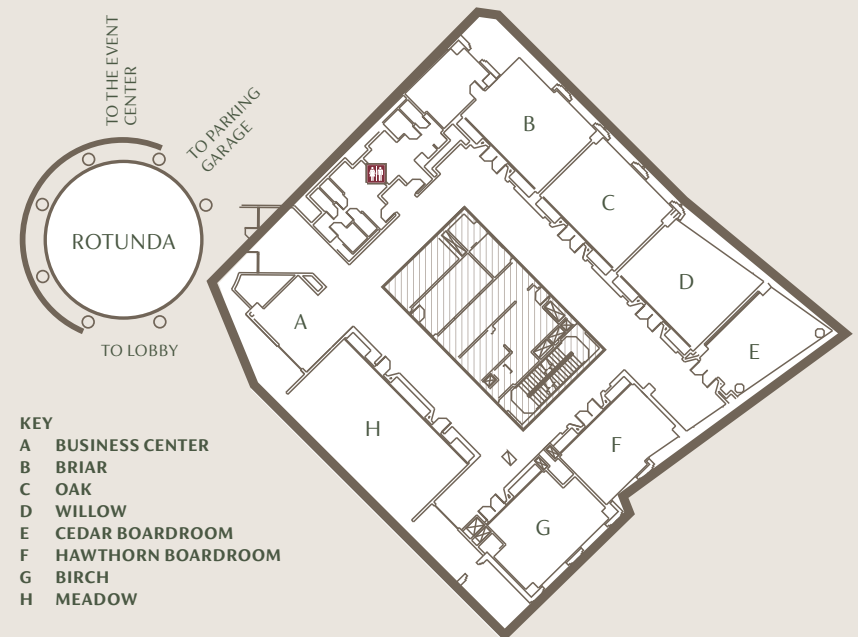 TO THE EVENT
CENTER
TO PARKING
GARAGE
ROTUNDA
TO LOBBY
A
B
C
D
E
F
G
H
KEY
A BUSINESS CENTER
B BRIAR
C OAK
D WILLOW
E CEDAR BOARDROOM
F HAWTHORN BOARDROOM
G BIRCH
H MEADOW